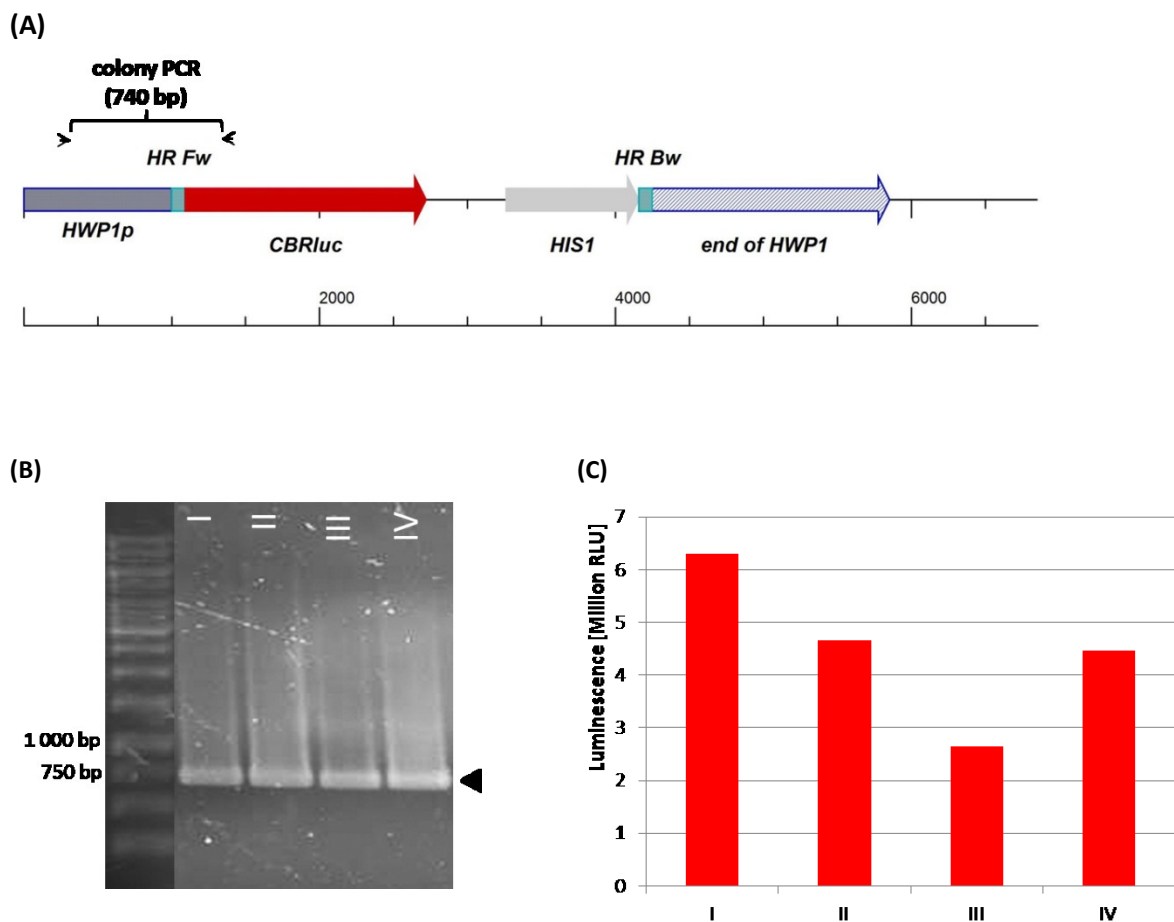 (A)
colony PCR
(740 bp)
HR Fw
HR Bw
HWP1p
CBRluc
HIS1
end of HWP1
2000
4000
6000
(B)
I
II
III
IV
1 000 bp
750 bp
(C)
Luminescence [Million RLU]
7
6
5
4
3
2
1
0
I
II
III
IV